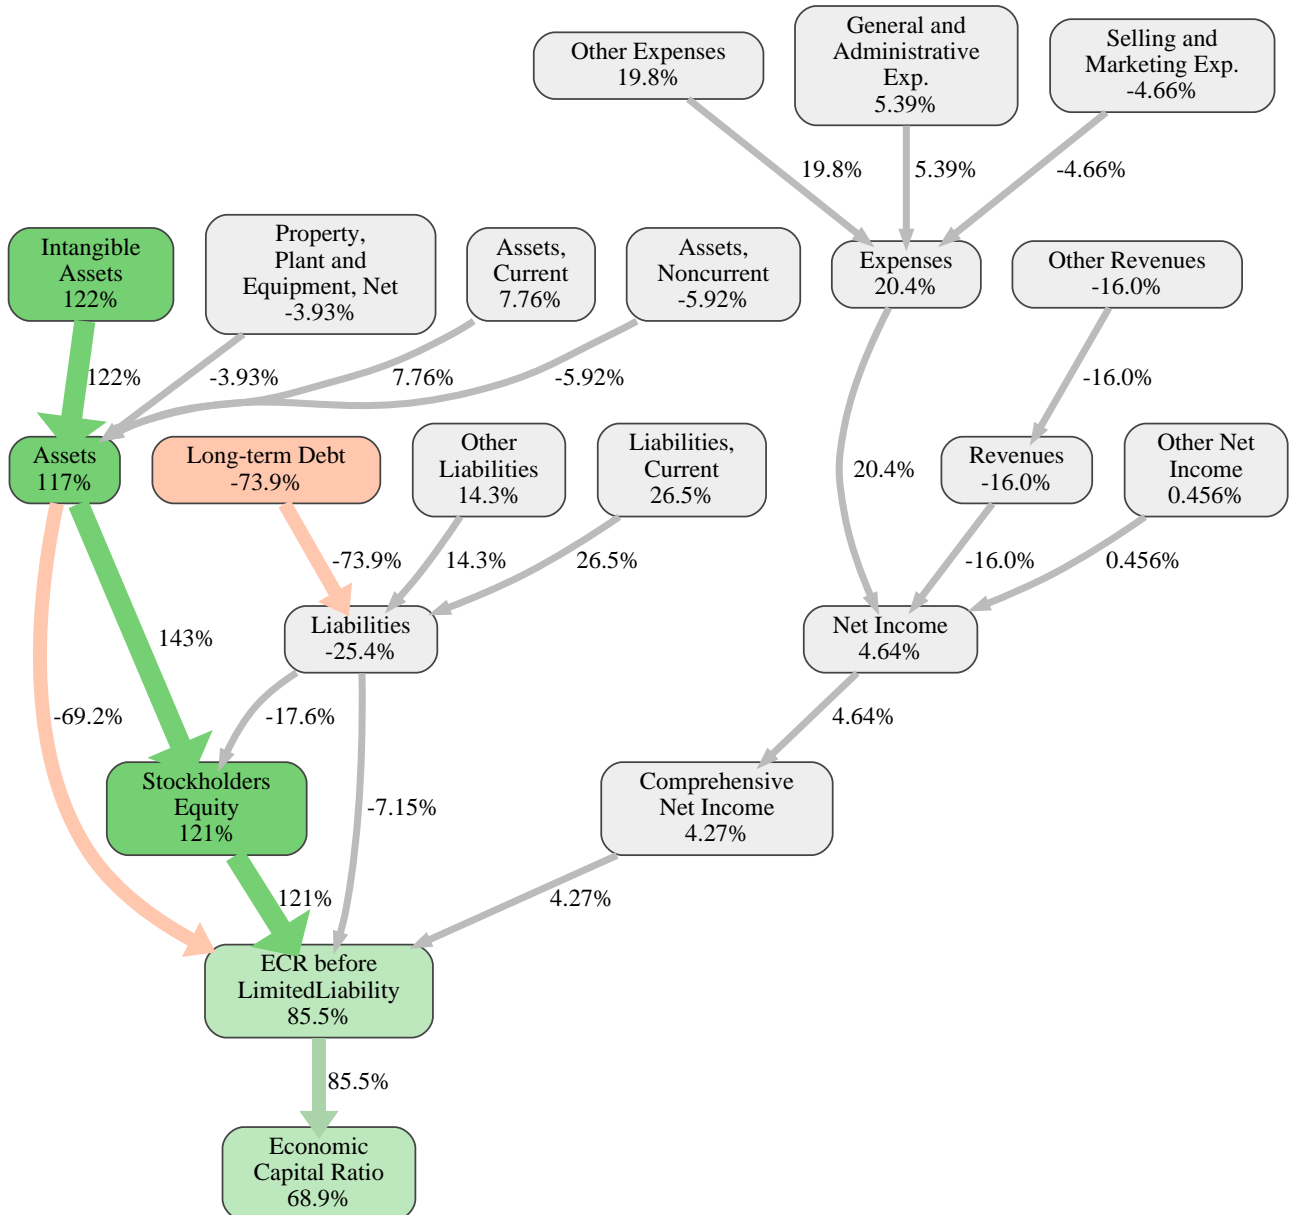 Other Expenses
19.8%
General and
Administrative
Exp.
5.39%
Selling and
Marketing Exp.
-4.66%
19.8%
5.39%
-4.66%
Intangible
Assets
122%
Property,
Plant and
Equipment, Net
-3.93%
Assets,
Current
7.76%
Assets,
Noncurrent
-5.92%
Expenses
20.4%
Other Revenues
-16.0%
122%
-3.93%
7.76%
-5.92%
-16.0%
Assets
117%
Long-term Debt
-73.9%
Other
Liabilities
14.3%
Liabilities,
Current
26.5%
20.4%
Revenues
-16.0%
Other Net
Income
0.456%
-73.9%
14.3%
26.5%
-16.0%
0.456%
143%
Liabilities
-25.4%
Net Income
4.64%
-69.2%
-17.6%
4.64%
Stockholders
Equity
121%
-7.15%
Comprehensive
Net Income
4.27%
121%
4.27%
ECR before
LimitedLiability
85.5%
85.5%
Economic
Capital Ratio
68.9%